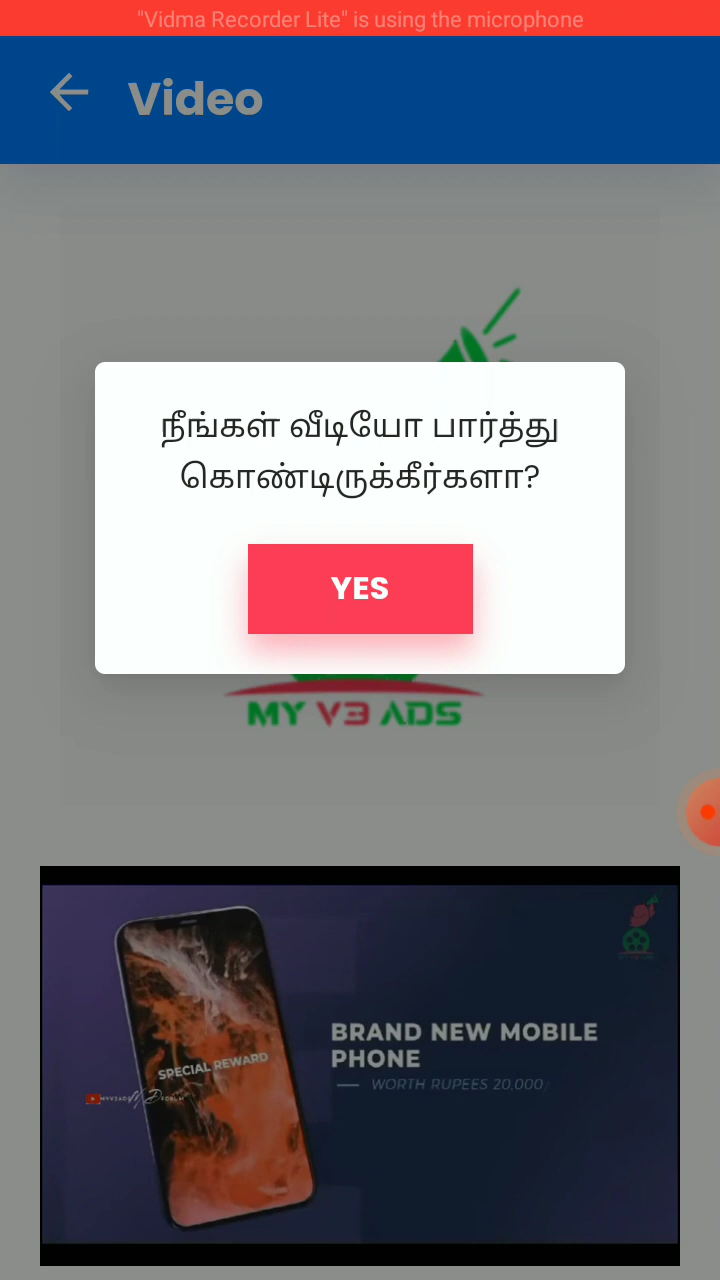 "Vidma Recorder Lite" is using the microphone
Video
நீங்கள் வீடியோ பார்த்து
கொண்டிருக்கீர்களா?
YES
MY V3 ADS
BRAND NEW MOBILE
PHONE
WORTH RUPEES 20,000/
SPECIAL REWARD